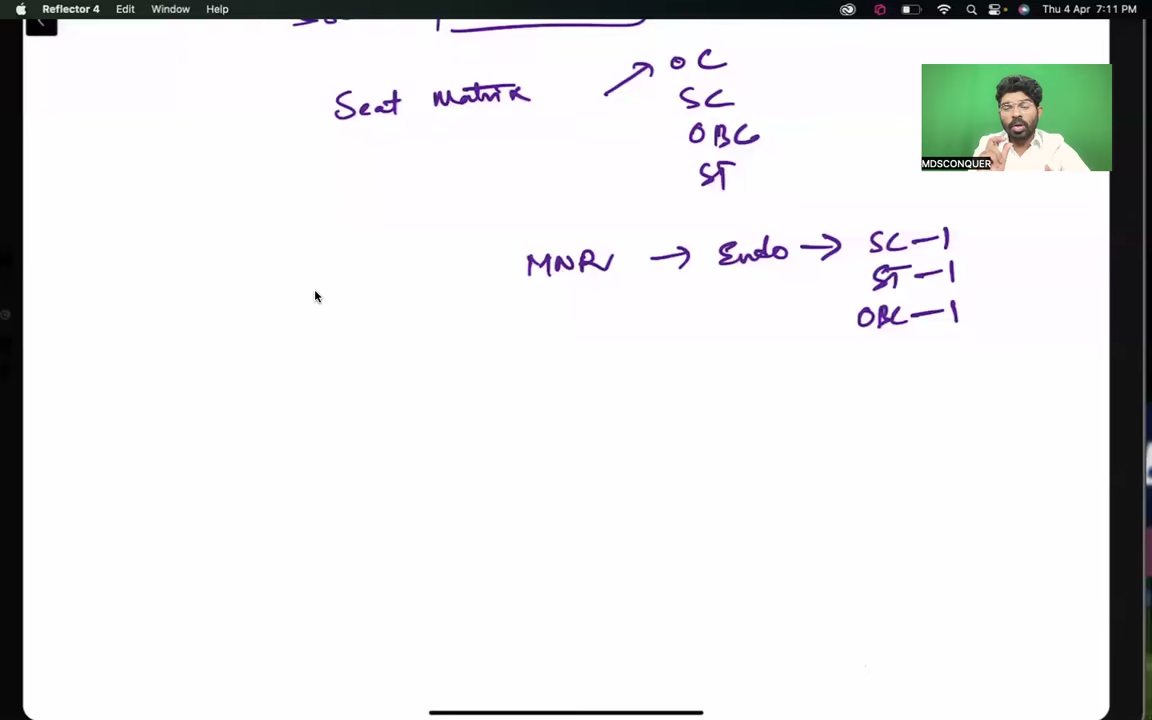 Reflector 4 Edit Window Help Thu 4 Apr 7:11 PM
Seat Matrix
OC
SC
OBC
ST
MDSCONQUER
MNR → Endo → SC-1
ST-1
OBC-1